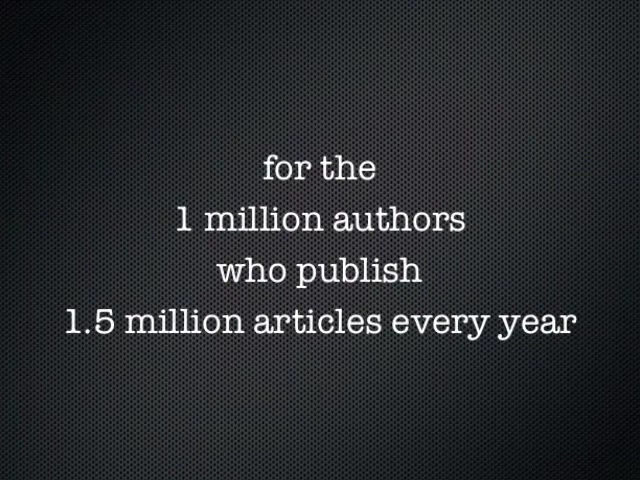 for the
1 million authors
who publish
1.5 million articles every year